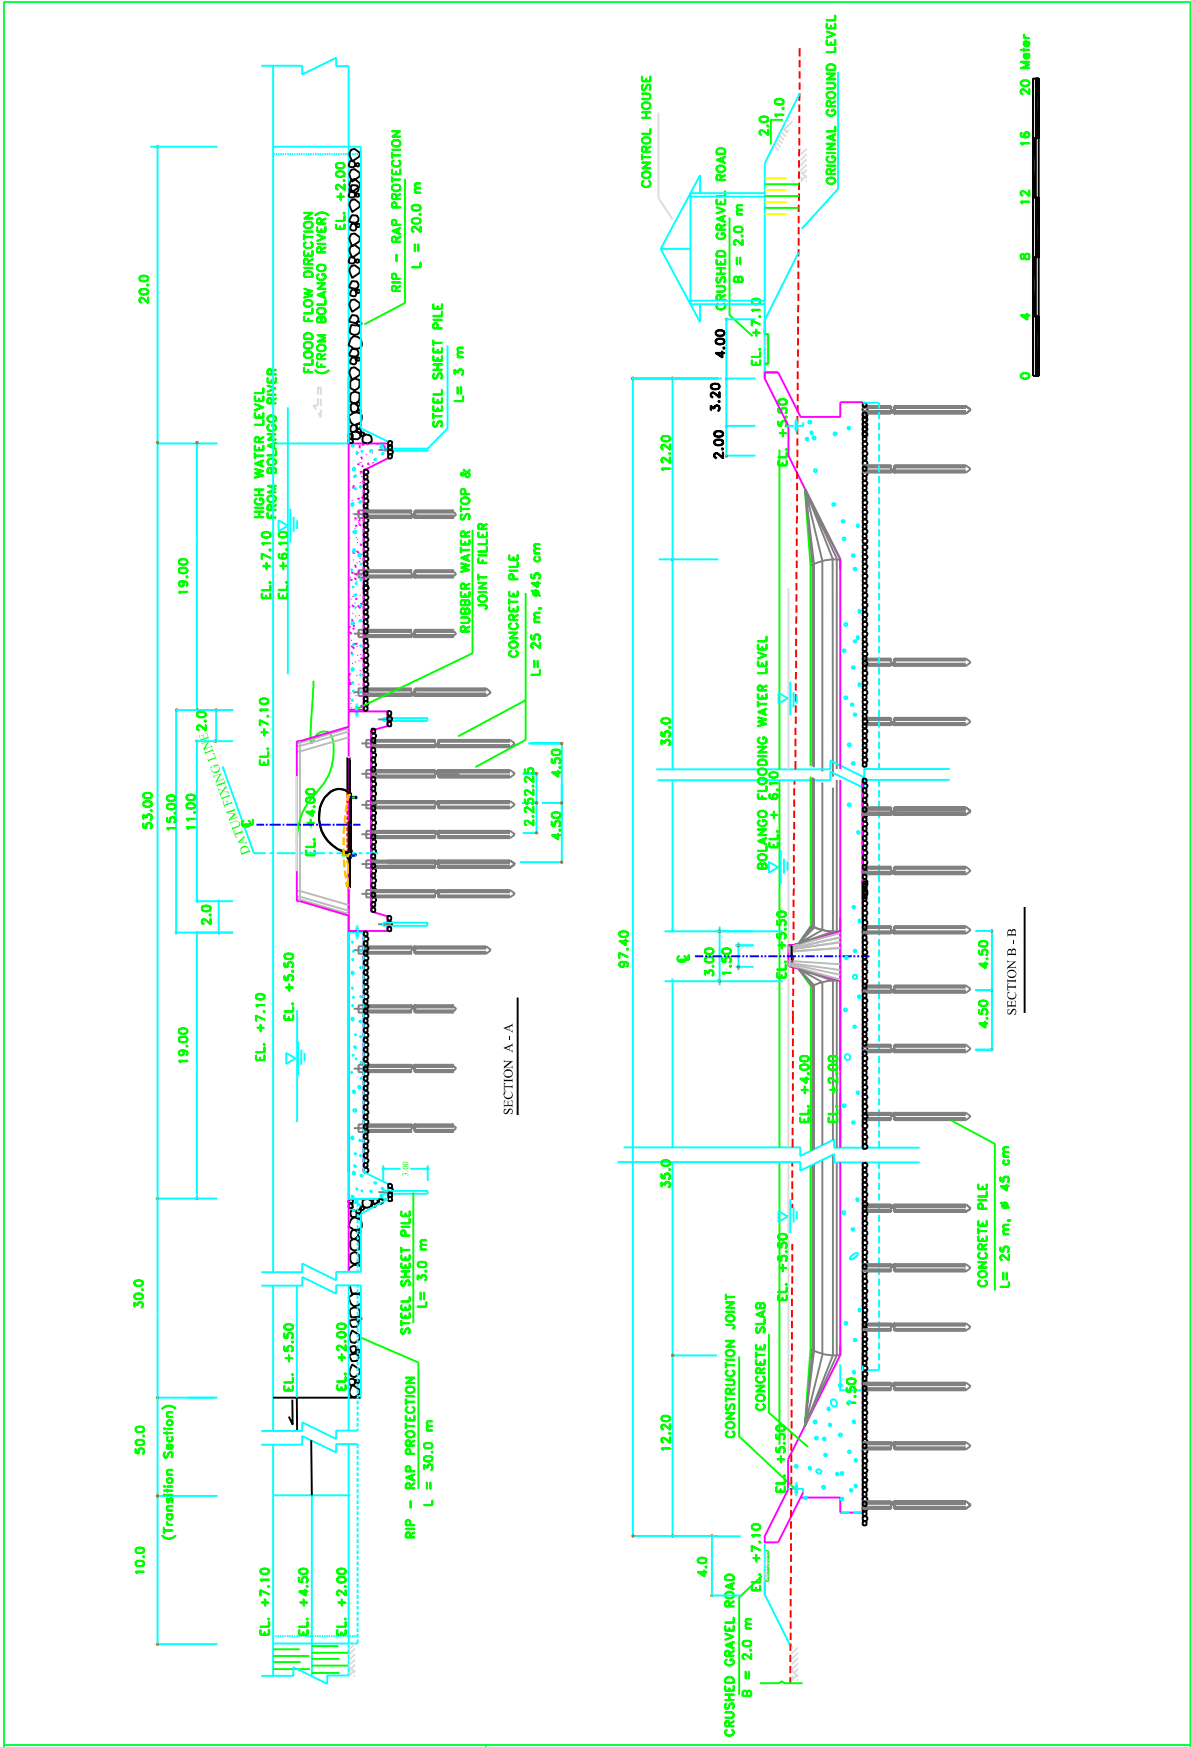 20.0
19.00
53.00
15.00
11.00
2.0
2.0
19.00
30.0
50.0
(Transition Section)
10.0
FLOOD FLOW DIRECTION
(FROM BOLANGO RIVER)
EL. +2.00
RIP - RAP PROTECTION
L = 20.0 m
STEEL SHEET PILE
L= 3 m
HIGH WATER LEVEL
FROM BOLANGO RIVER
EL. +7.10
EL. +6.10
RUBBER WATER STOP &
JOINT FILLER
CONCRETE PILE
L= 25 m, ø45 cm
EL. +7.10
DATUM FIXING LINE
EL. +4.00
4.50
2.25
2.25
4.50
EL. +7.10
EL. +5.50
SECTION A - A
3.00
STEEL SHEET PILE
L= 3.0 m
EL. +5.50
EL. +2.00
RIP - RAP PROTECTION
L = 30.0 m
EL. +7.10
EL. +4.50
EL. +2.00
CONTROL HOUSE
2.0
1.0
ORIGINAL GROUND LEVEL
CRUSHED GRAVEL ROAD
B = 2.0 m
EL. +7.10
4.00
3.20
2.00
EL. +5.50
12.20
35.0
97.40
BOLANGO FLOODING WATER LEVEL
EL. + 6.10
EL. +5.50
3.00
1.50
4.50
4.50
SECTION B - B
EL. +4.00
EL. +2.00
35.0
EL. +5.50
CONCRETE PILE
L= 25 m, ø 45 cm
CONSTRUCTION JOINT
CONCRETE SLAB
1.50
12.20
EL. +5.50
4.0
EL. +7.10
CRUSHED GRAVEL ROAD
B = 2.0 m
0 4 8 12 16 20 Meter